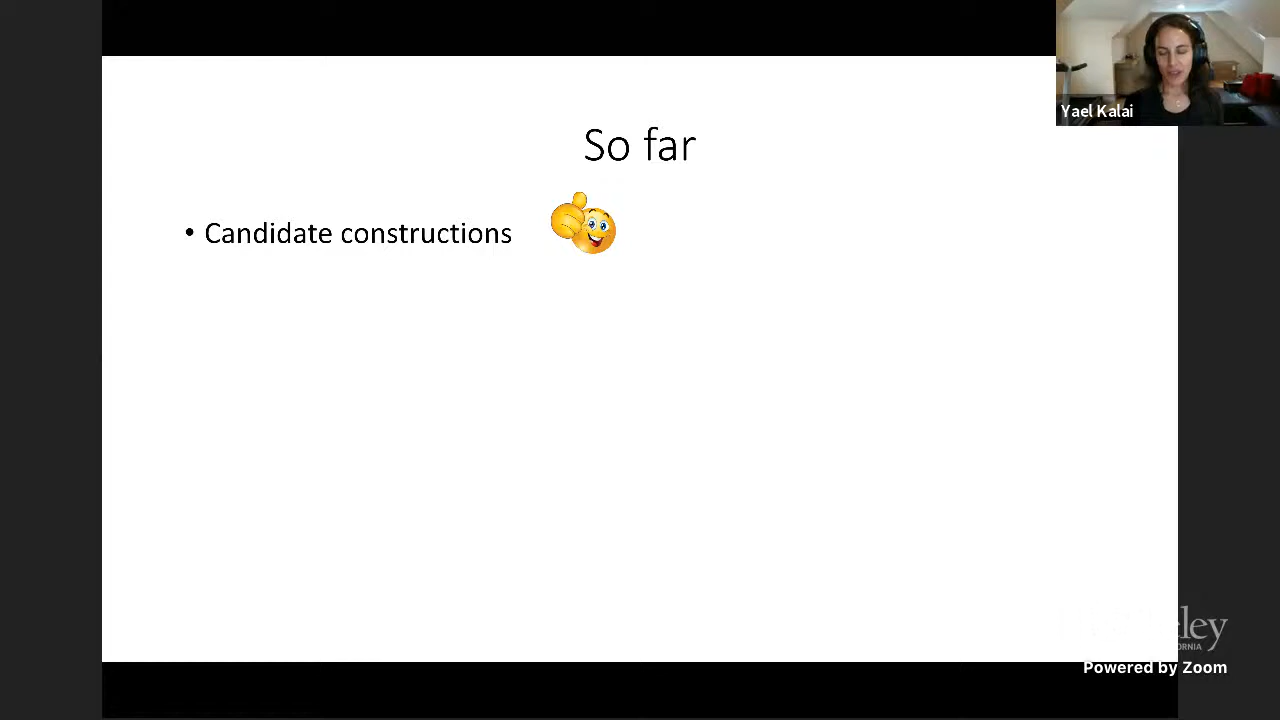 Yael Kalai
So far
• Candidate constructions
Powered by Zoom